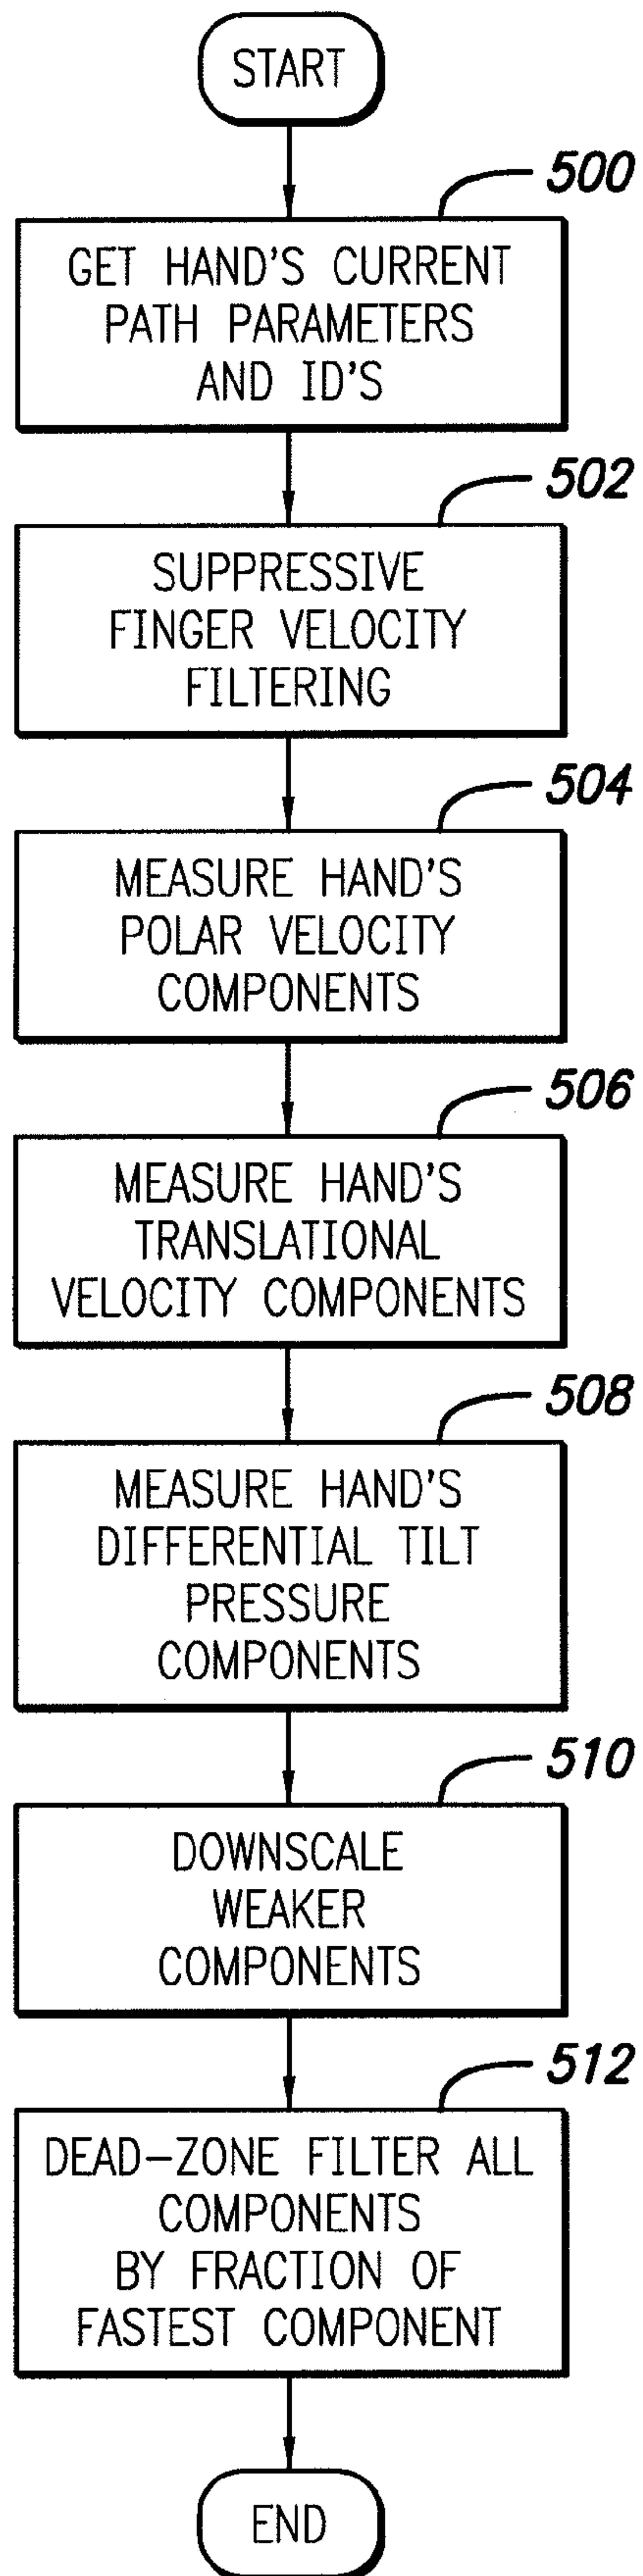 START
500
GET HAND'S CURRENT
PATH PARAMETERS
AND ID'S
502
SUPPRESSIVE
FINGER VELOCITY
FILTERING
504
MEASURE HAND'S
POLAR VELOCITY
COMPONENTS
506
MEASURE HAND'S
TRANSLATIONAL
VELOCITY COMPONENTS
508
MEASURE HAND'S
DIFFERENTIAL TILT
PRESSURE
COMPONENTS
510
DOWNSCALE
WEAKER
COMPONENTS
512
DEAD-ZONE FILTER ALL
COMPONENTS
BY FRACTION OF
FASTEST COMPONENT
END